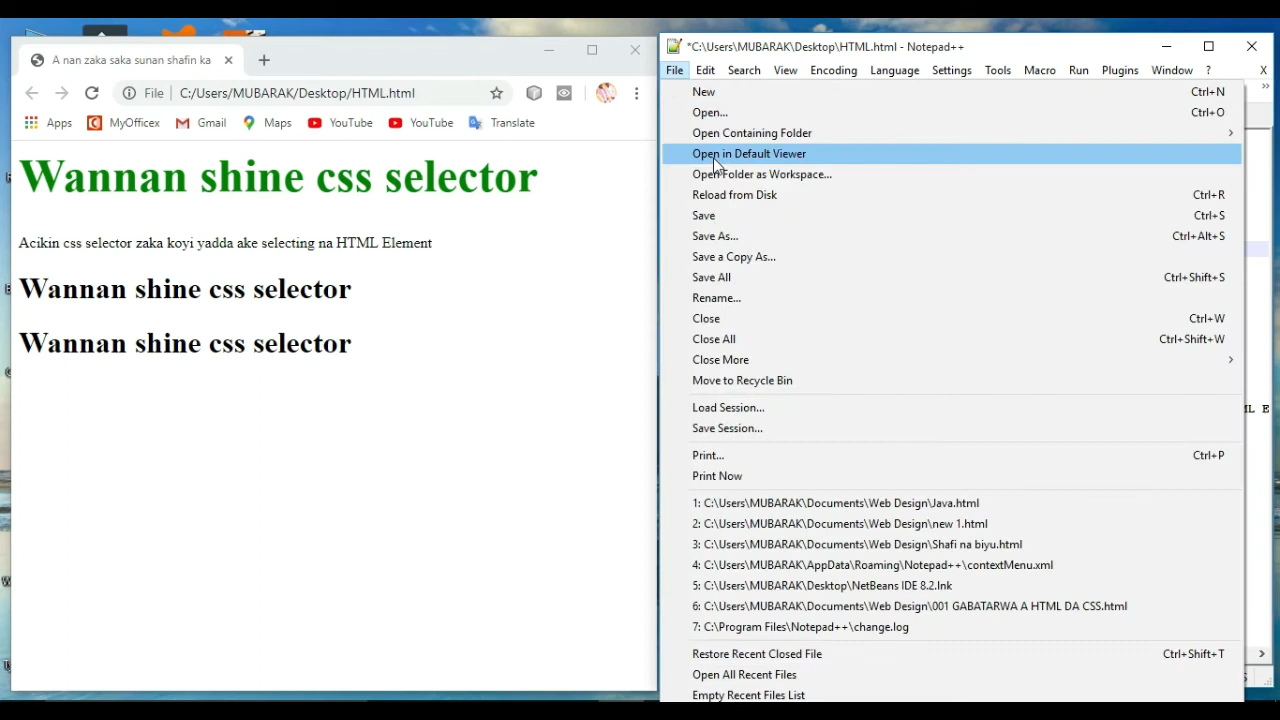 A nan zaka saka sunan shafin ka
File C:/Users/MUBARAK/Desktop/HTML.html
Apps MyOfficex Gmail Maps YouTube YouTube Translate
Wannan shine css selector
Acikin css selector zaka koyi yadda ake selecting na HTML Element
Wannan shine css selector
Wannan shine css selector
*C:\Users\MUBARAK\Desktop\HTML.html - Notepad++
File Edit Search View Encoding Language Settings Tools Macro Run Plugins Window ? X
New Ctrl+N
Open... Ctrl+O
Open Containing Folder
Open in Default Viewer
Open Folder as Workspace...
Reload from Disk Ctrl+R
Save Ctrl+S
Save As... Ctrl+Alt+S
Save a Copy As...
Save All Ctrl+Shift+S
Rename...
Close Ctrl+W
Close All Ctrl+Shift+W
Close More
Move to Recycle Bin
Load Session...
Save Session...
Print... Ctrl+P
Print Now
1: C:\Users\MUBARAK\Documents\Web Design\Java.html
2: C:\Users\MUBARAK\Documents\Web Design\new 1.html
3: C:\Users\MUBARAK\Documents\Web Design\Shafi na biyu.html
4: C:\Users\MUBARAK\AppData\Roaming\Notepad++\contextMenu.xml
5: C:\Users\MUBARAK\Desktop\NetBeans IDE 8.2.lnk
6: C:\Users\MUBARAK\Documents\Web Design\001 GABATARWA A HTML DA CSS.html
7: C:\Program Files\Notepad++\change.log
Restore Recent Closed File Ctrl+Shift+T
Open All Recent Files
Empty Recent Files List